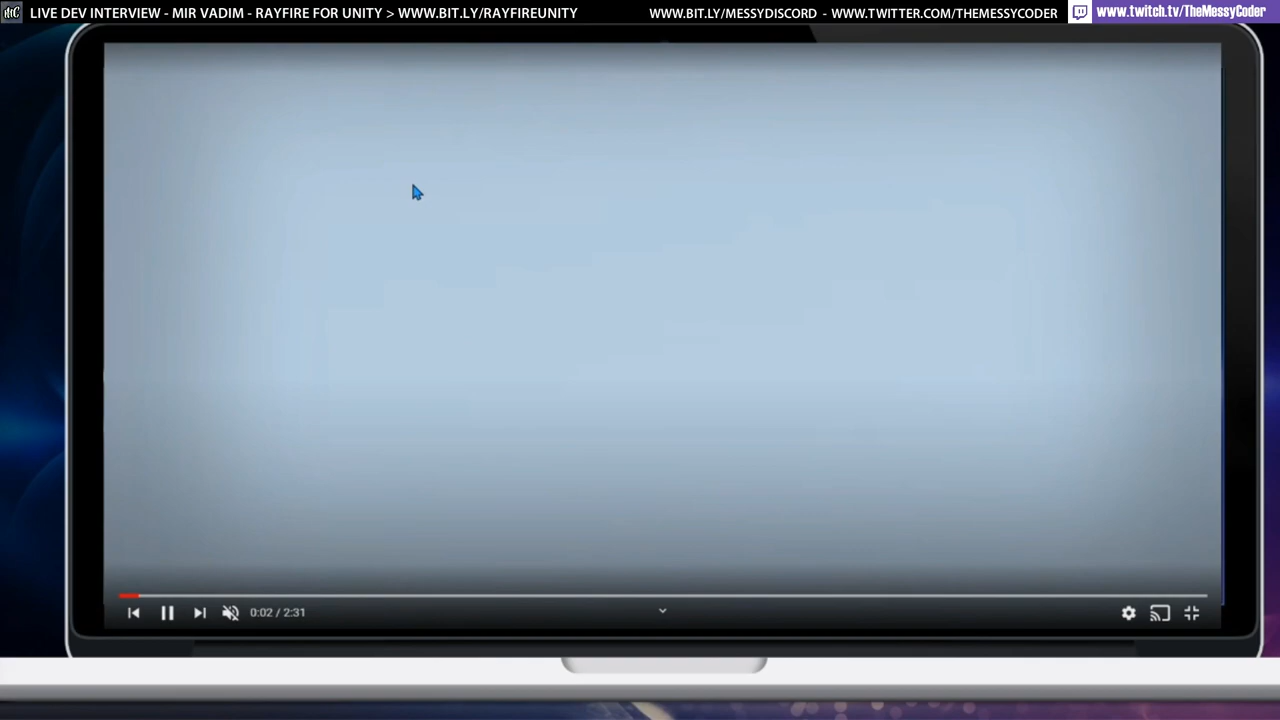 LIVE DEV INTERVIEW - MIR VADIM - RAYFIRE FOR UNITY > WWW.BIT.LY/RAYFIREUNITY
WWW.BIT.LY/MESSYDISCORD - WWW.TWITTER.COM/THEMESSYCODER
www.twitch.tv/TheMessyCoder
0:02 / 2:31